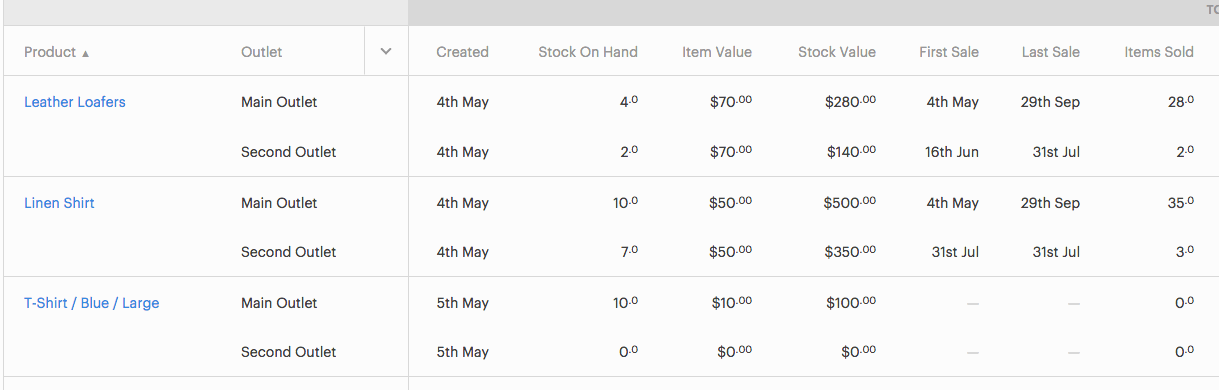 TO
Product ▲ Outlet Created Stock On Hand Item Value Stock Value First Sale Last Sale Items Sold
Leather Loafers Main Outlet 4th May 4.0 $70.00 $280.00 4th May 29th Sep 28.0
Second Outlet 4th May 2.0 $70.00 $140.00 16th Jun 31st Jul 2.0
Linen Shirt Main Outlet 4th May 10.0 $50.00 $500.00 4th May 29th Sep 35.0
Second Outlet 4th May 7.0 $50.00 $350.00 31st Jul 31st Jul 3.0
T-Shirt / Blue / Large Main Outlet 5th May 10.0 $10.00 $100.00 — — 0.0
Second Outlet 5th May 0.0 $0.00 $0.00 — — 0.0